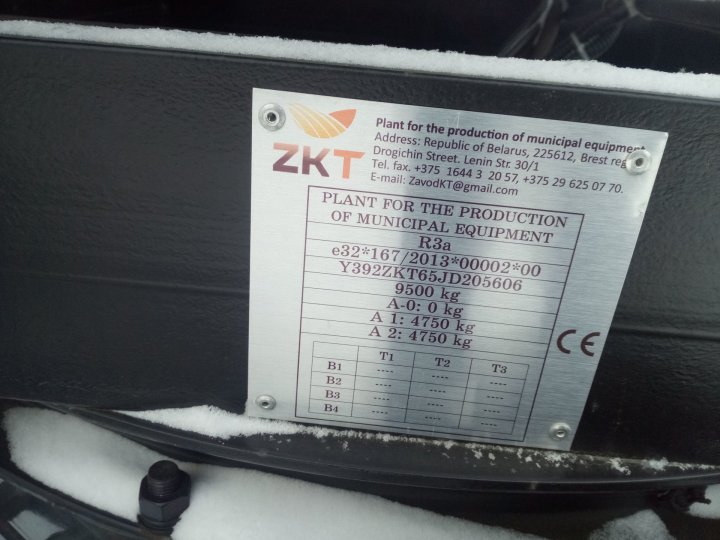 ZKT
Plant for the production of municipal equipment
Address: Republic of Belarus, 225612, Brest reg
Drogichin Street. Lenin Str. 30/1
Tel. fax. +375 1644 3 20 57, +375 29 625 07 70.
E-mail: ZavodKT@gmail.com
PLANT FOR THE PRODUCTION
OF MUNICIPAL EQUIPMENT
R3a
e32*167/2013*00002*00
Y392ZKT65JD205606
9500 kg
A-0: 0 kg
A 1: 4750 kg
A 2: 4750 kg
CE
T1 T2 T3
B1 ---- ---- ----
B2 ---- ---- ----
B3 ---- ---- ----
B4 ---- ---- ----